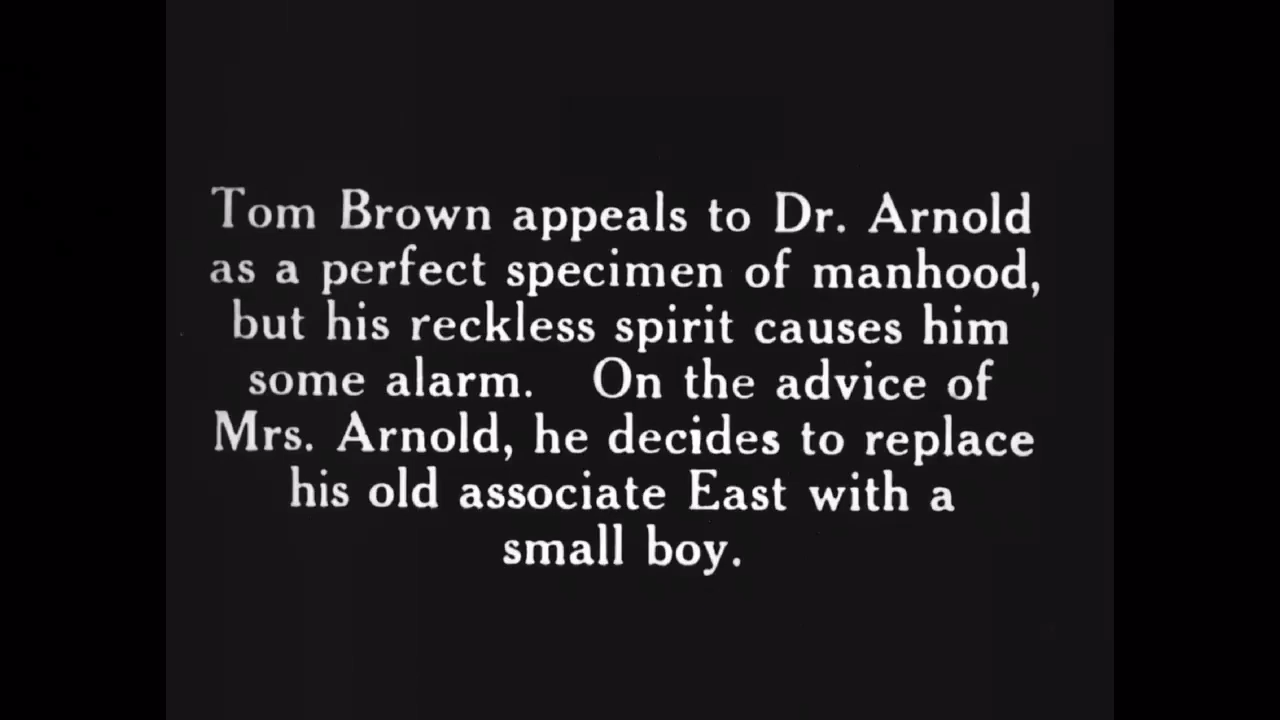 Tom Brown appeals to Dr. Arnold
as a perfect specimen of manhood,
but his reckless spirit causes him
some alarm. On the advice of
Mrs. Arnold, he decides to replace
his old associate East with a
small boy.